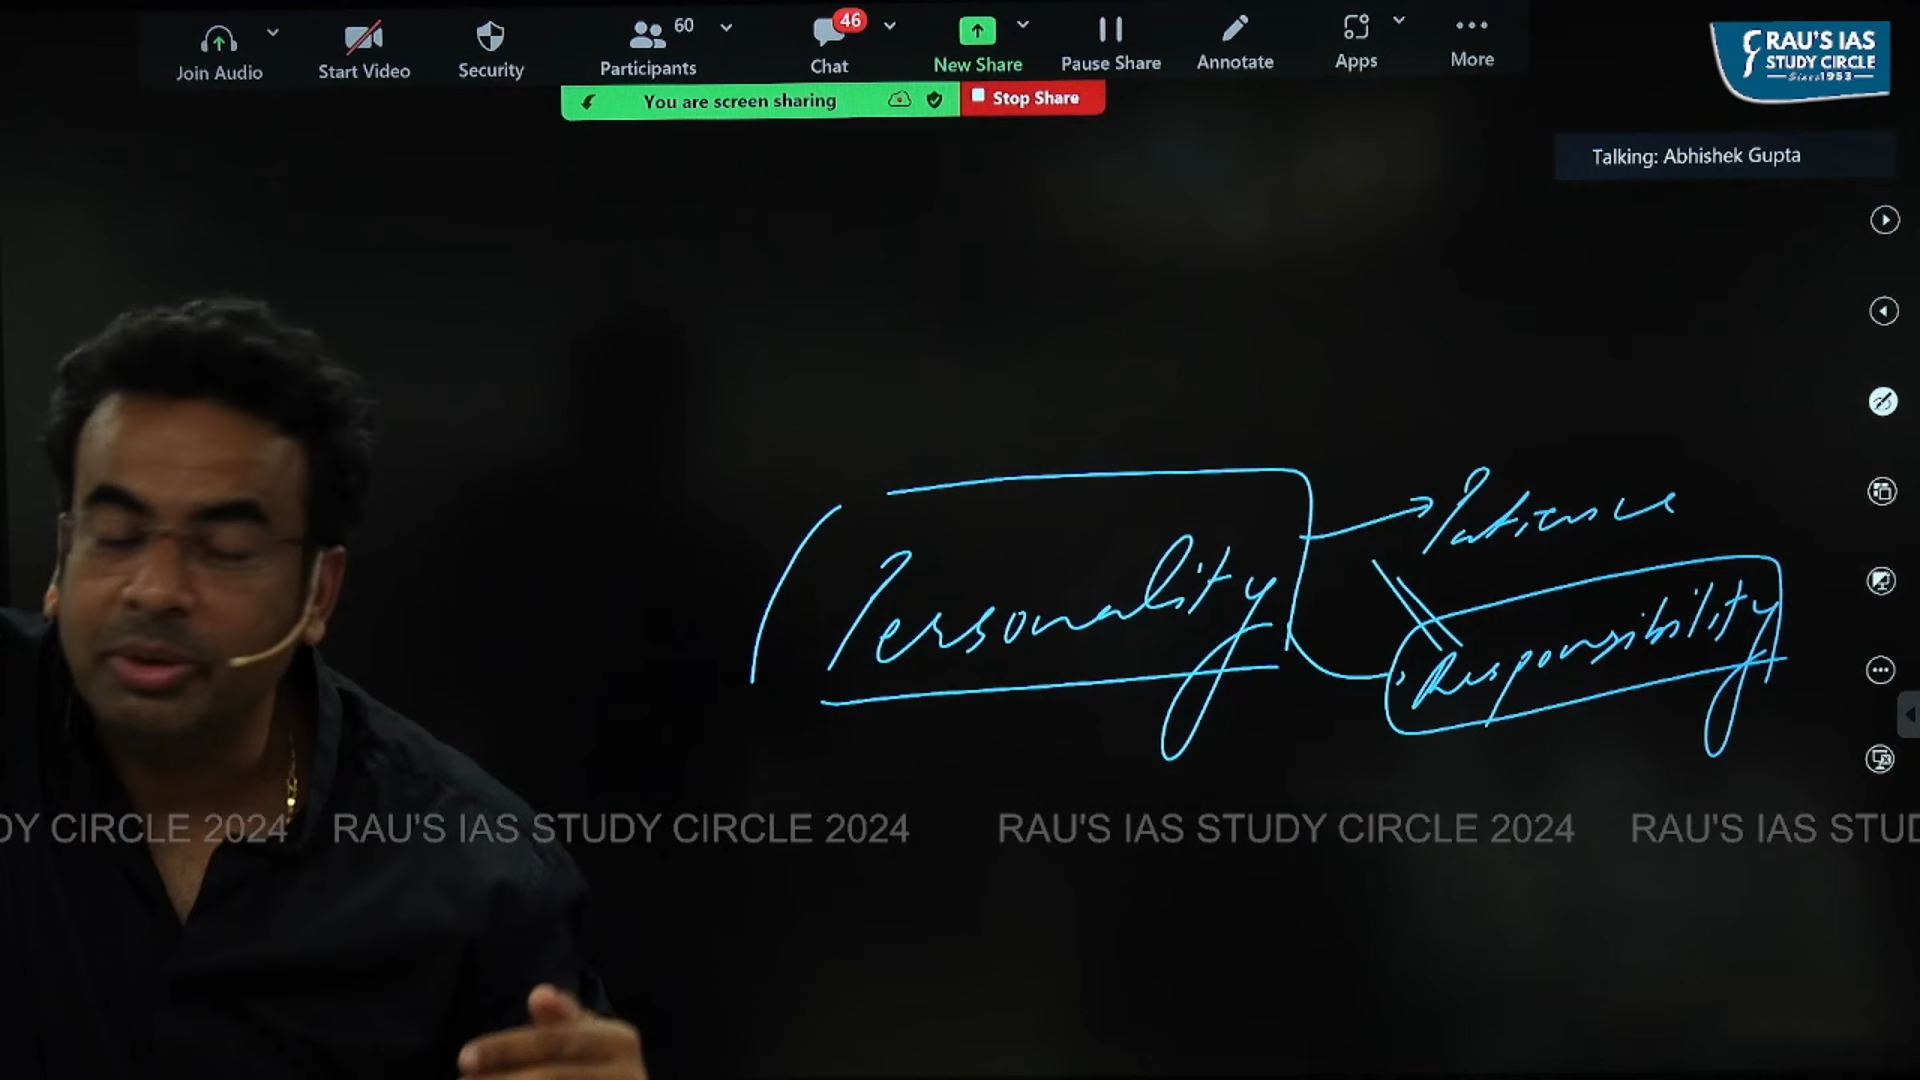 60
46
Join Audio
Start Video
Security
Participants
Chat
New Share
Pause Share
Annotate
Apps
More
You are screen sharing
Stop Share
RAU'S IAS
STUDY CIRCLE
Since 1953
Talking: Abhishek Gupta
Personality
Patience
Responsibility
DY CIRCLE 2024 RAU'S IAS STUDY CIRCLE 2024 RAU'S IAS STUDY CIRCLE 2024 RAU'S IAS STUD